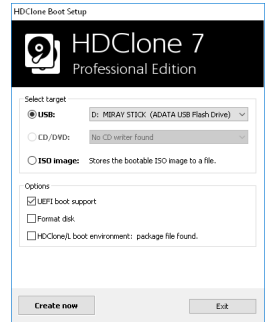 HDClone Boot Setup
HDClone 7
Professional Edition
Select target
USB: D: MIRAY STICK (ADATA USB Flash Drive)
CD/DVD: No CD writer found
ISO image: Stores the bootable ISO image to a file.
Options
UEFI boot support
Format disk
HDClone/L boot environment: package file found.
Create now Exit